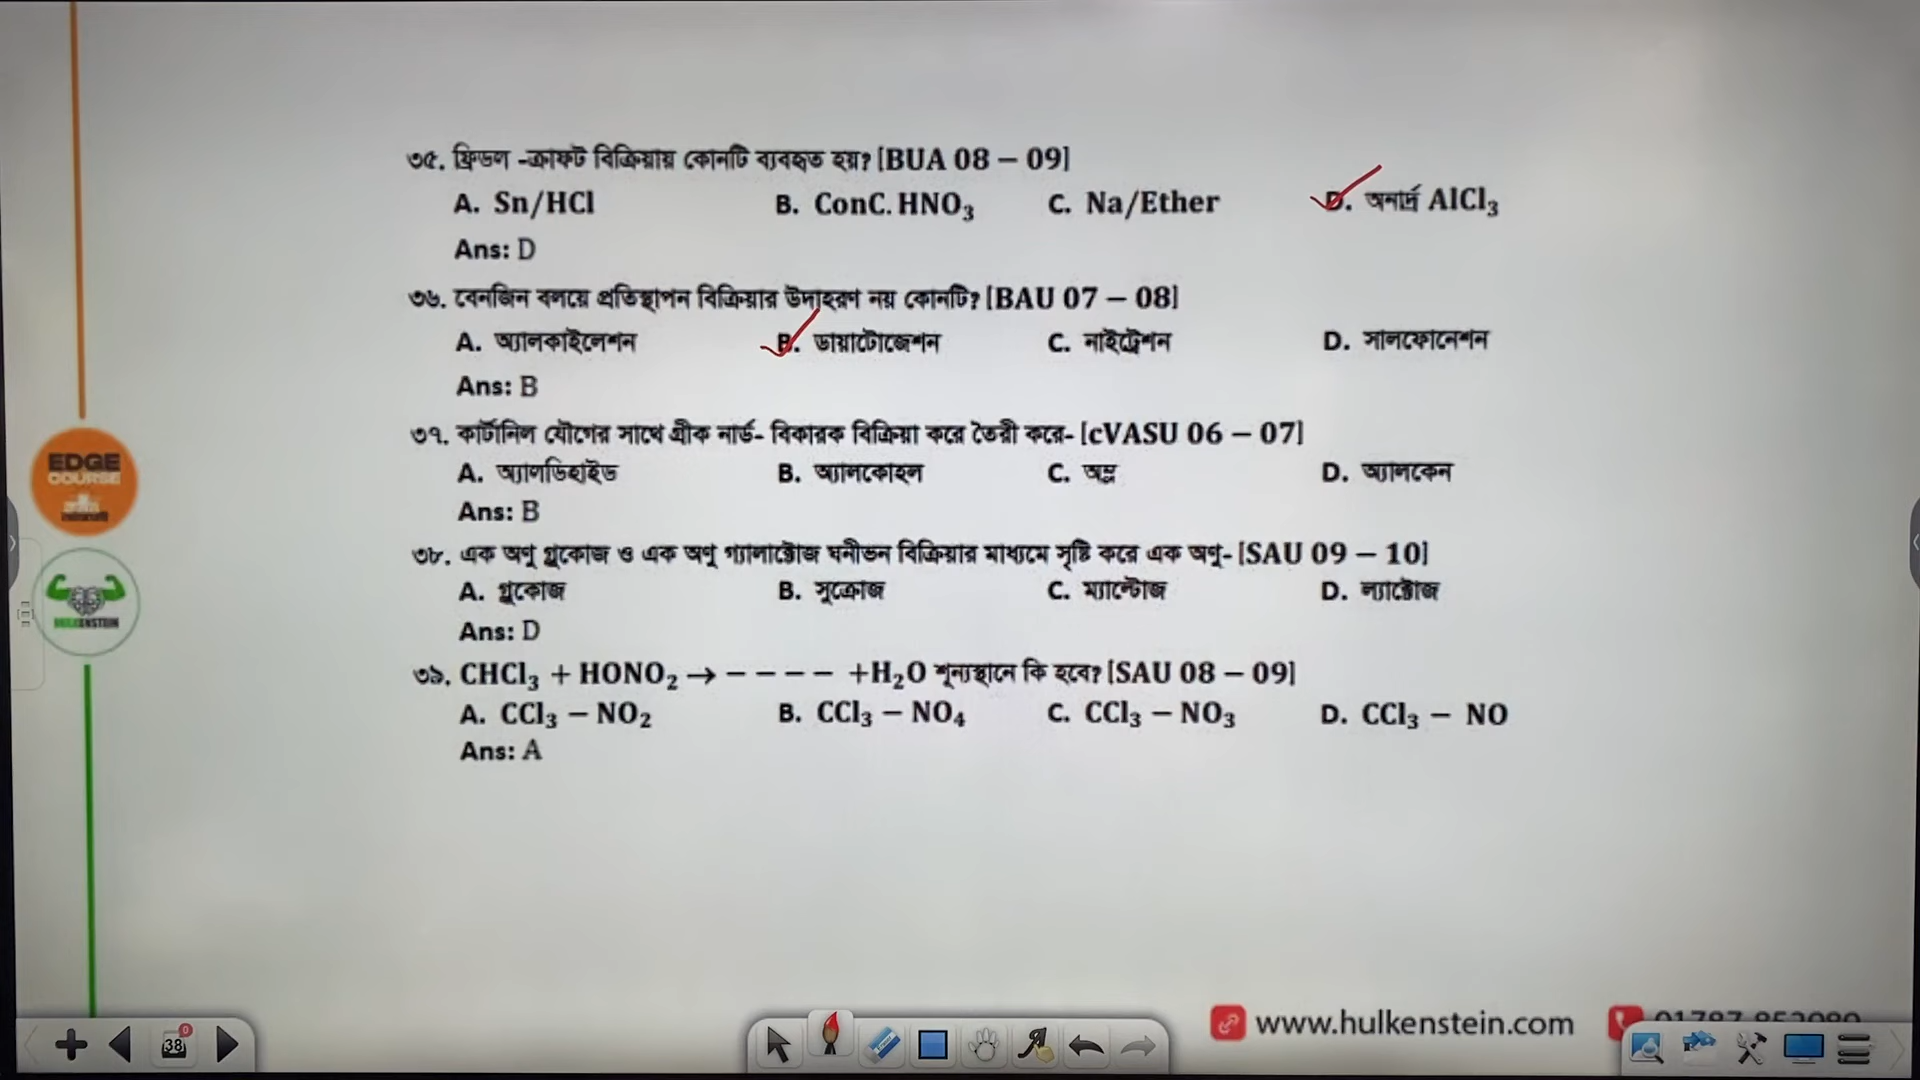 ৩৫. ফ্রিডল -ক্রাফট বিক্রিয়ায় কোনটি ব্যবহৃত হয়? [BUA 08 – 09]
A. Sn/HCl B. ConC. HNO₃ C. Na/Ether D. অনার্দ্র AlCl₃
Ans: D
৩৬. বেনজিন বলয়ে প্রতিস্থাপন বিক্রিয়ার উদাহরণ নয় কোনটি? [BAU 07 – 08]
A. অ্যালকাইলেশন B. ডায়াটোজেশন C. নাইট্রেশন D. সালফোনেশন
Ans: B
৩৭. কার্টানিল যৌগের সাথে গ্রীক নার্ড- বিকারক বিক্রিয়া করে তৈরী করে- [cVASU 06 – 07]
A. অ্যালডিহাইড B. অ্যালকোহল C. অম্ল D. অ্যালকেন
Ans: B
৩৮. এক অণু গ্লুকোজ ও এক অণু গ্যালাক্টোজ ঘনীভন বিক্রিয়ার মাধ্যমে সৃষ্টি করে এক অণু- [SAU 09 – 10]
A. গ্লুকোজ B. সুক্রোজ C. ম্যাল্টোজ D. ল্যাক্টোজ
Ans: D
৩৯. CHCl₃ + HONO₂ → − − − − +H₂O শূন্যস্থানে কি হবে? [SAU 08 – 09]
A. CCl₃ – NO₂ B. CCl₃ – NO₄ C. CCl₃ – NO₃ D. CCl₃ – NO
Ans: A
EDGE
COURSE
HULKENSTEIN
www.hulkenstein.com
38
0